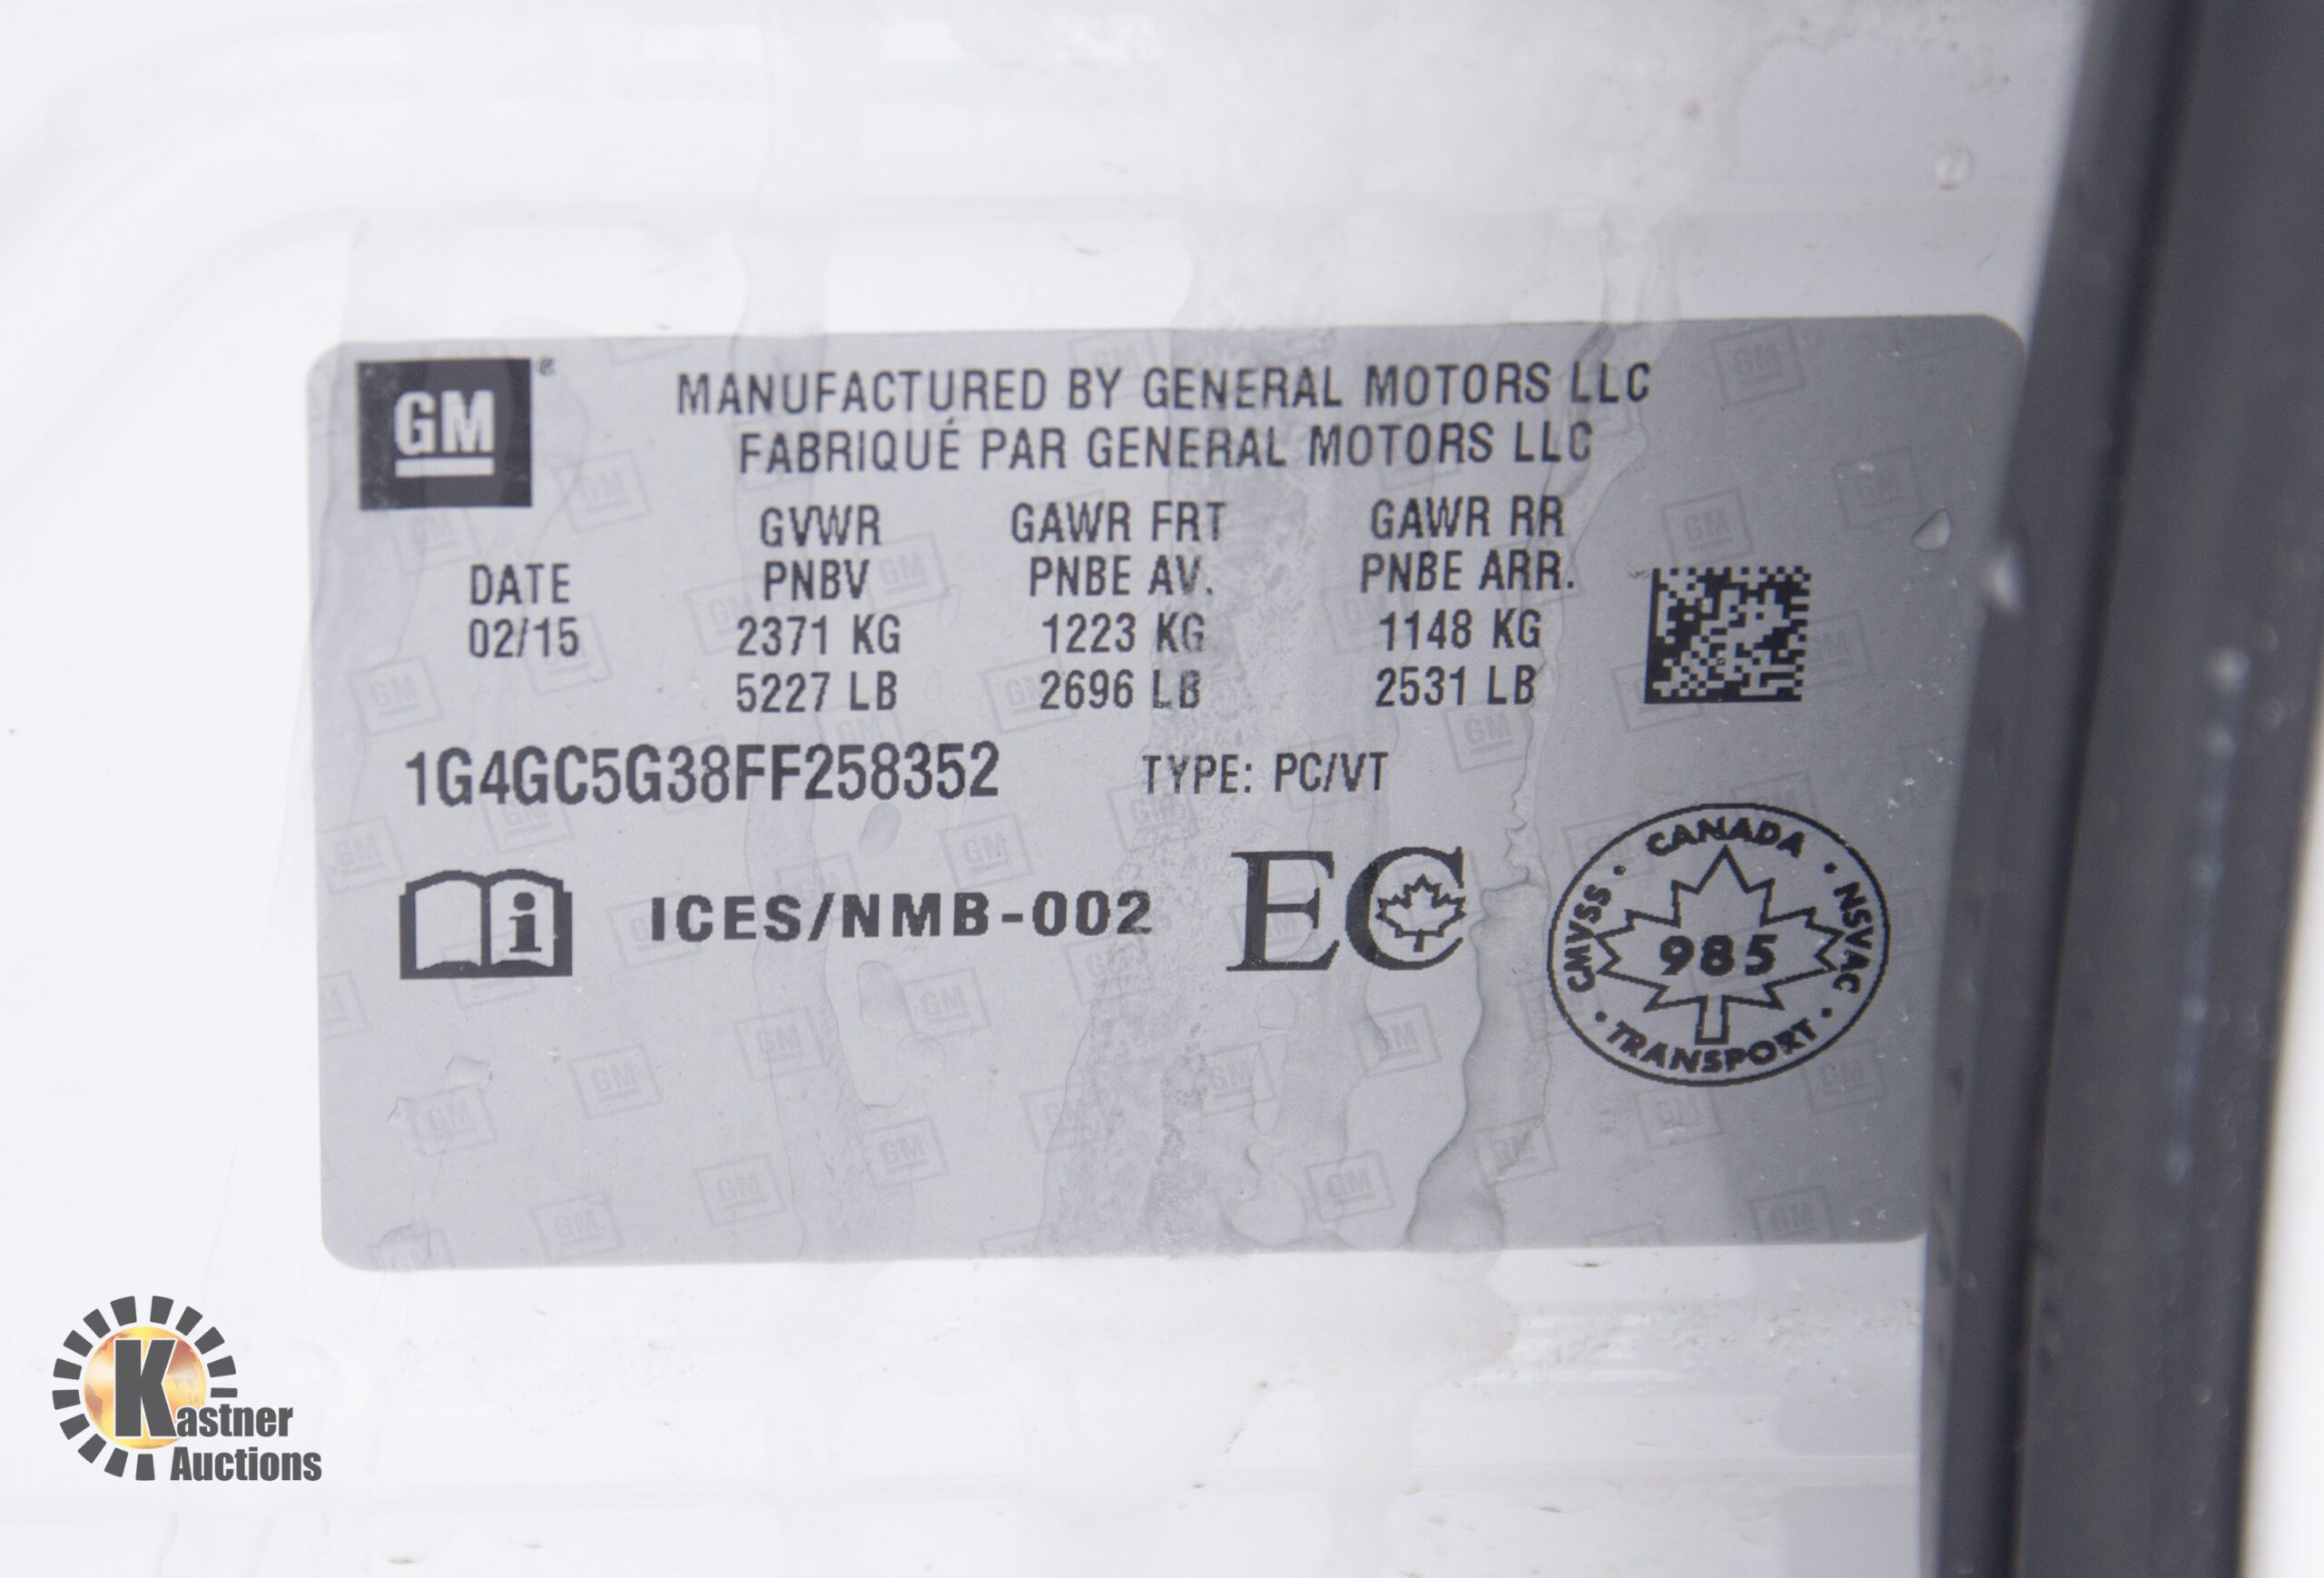 GM
MANUFACTURED BY GENERAL MOTORS LLC
FABRIQUÉ PAR GENERAL MOTORS LLC
GVWR GAWR FRT GAWR RR
DATE PNBV PNBE AV. PNBE ARR.
02/15 2371 KG 1223 KG 1148 KG
5227 LB 2696 LB 2531 LB
1G4GC5G38FF258352 TYPE: PC/VT
i ICES/NMB-002 EC
CANADA
CMVSS 985 NSVAC
TRANSPORT
Kastner
Auctions